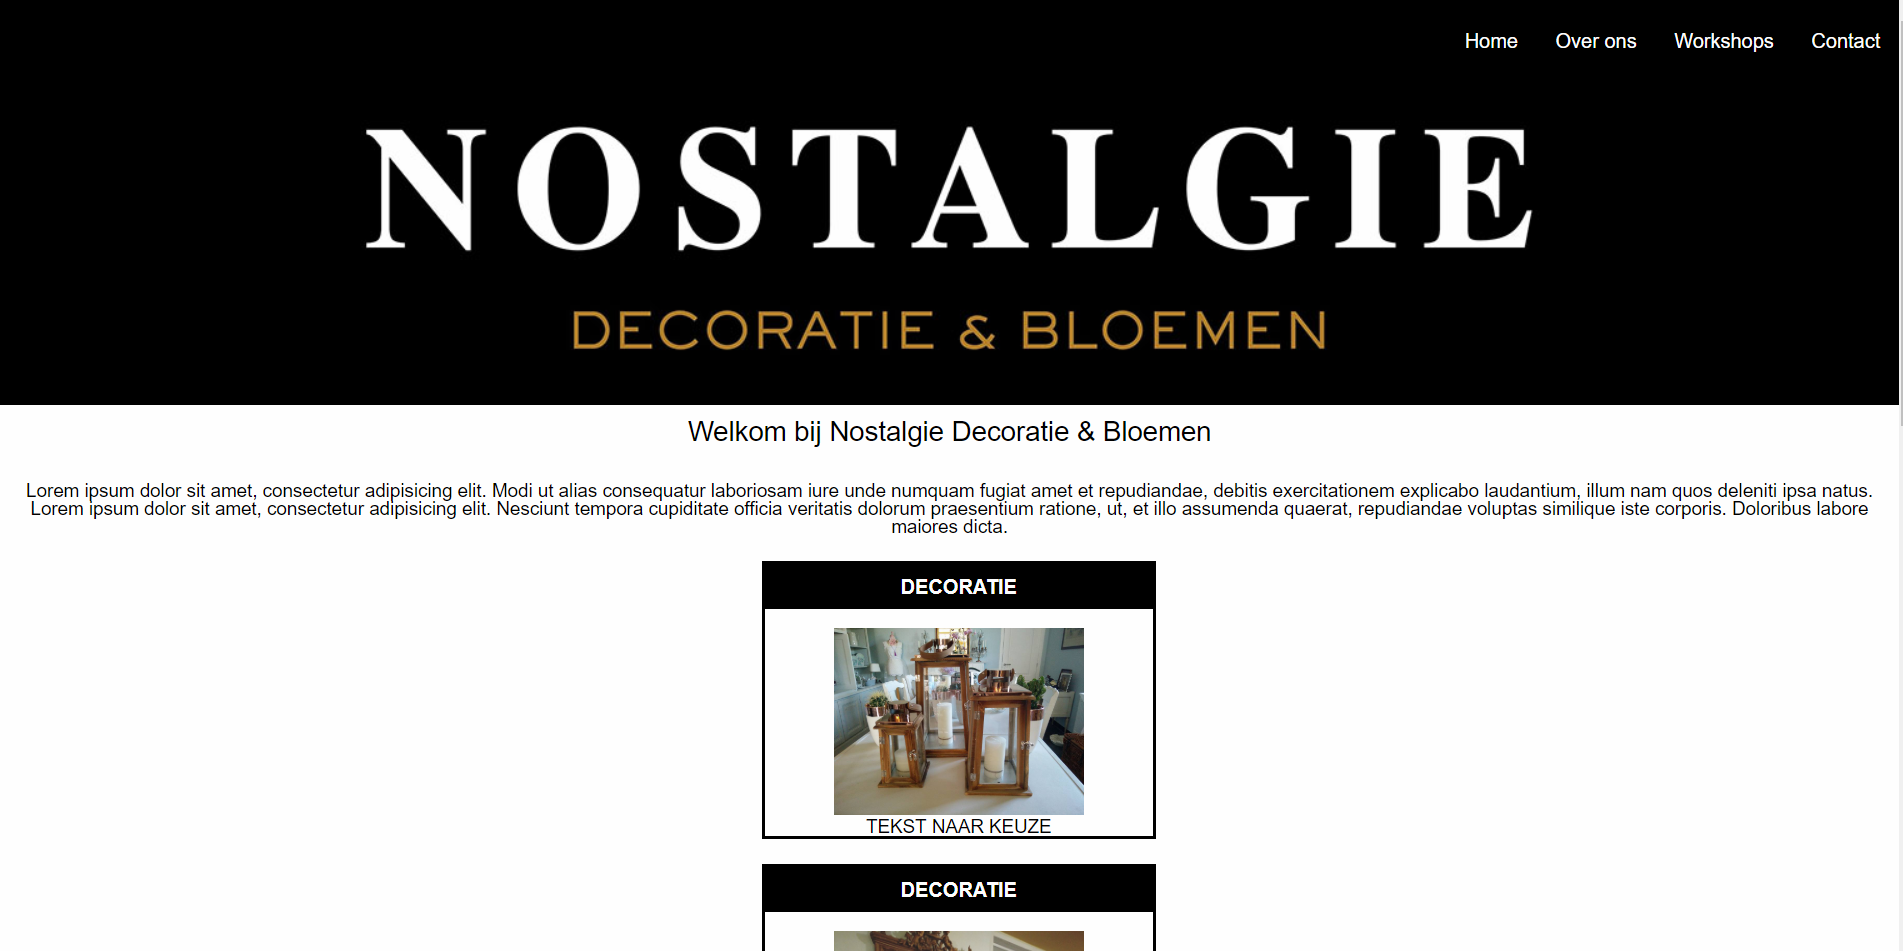 Home Over ons Workshops Contact
NOSTALGIE
DECORATIE & BLOEMEN
Welkom bij Nostalgie Decoratie & Bloemen
Lorem ipsum dolor sit amet, consectetur adipisicing elit. Modi ut alias consequatur laboriosam iure unde numquam fugiat amet et repudiandae, debitis exercitationem explicabo laudantium, illum nam quos deleniti ipsa natus.
Lorem ipsum dolor sit amet, consectetur adipisicing elit. Nesciunt tempora cupiditate officia veritatis dolorum praesentium ratione, ut, et illo assumenda quaerat, repudiandae voluptas similique iste corporis. Doloribus labore
maiores dicta.
DECORATIE
TEKST NAAR KEUZE
DECORATIE